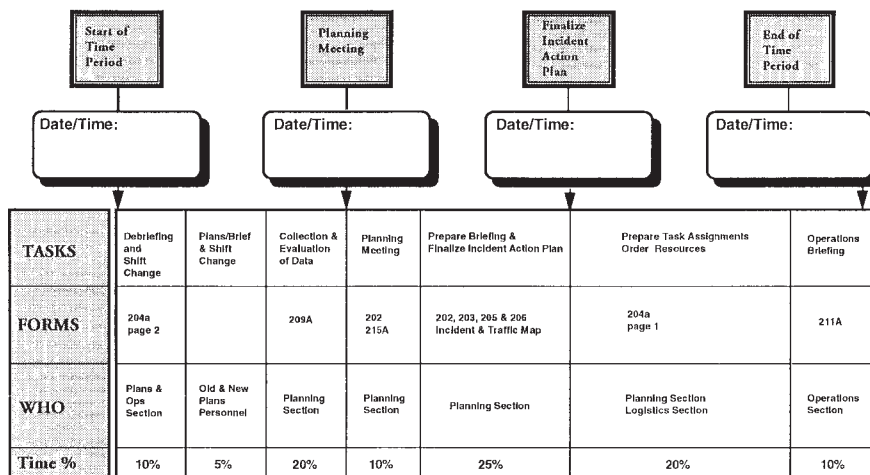 Start of
Time
Period
Planning
Meeting
Finalize
Incident
Action
Plan
End of
Time
Period
Date/Time:
Date/Time:
Date/Time:
Date/Time:
TASKS
Debriefing
and
Shift
Change
Plans/Brief
& Shift
Change
Collection &
Evaluation
of Data
Planning
Meeting
Prepare Briefing &
Finalize Incident Action Plan
Prepare Task Assignments
Order Resources
Operations
Briefing
FORMS
204a
page 2
209A
202
215A
202, 203, 205 & 206
Incident & Traffic Map
204a
page 1
211A
WHO
Plans &
Ops
Section
Old & New
Plans
Personnel
Planning
Section
Planning
Section
Planning Section
Planning Section
Logistics Section
Operations
Section
Time %
10%
5%
20%
10%
25%
20%
10%